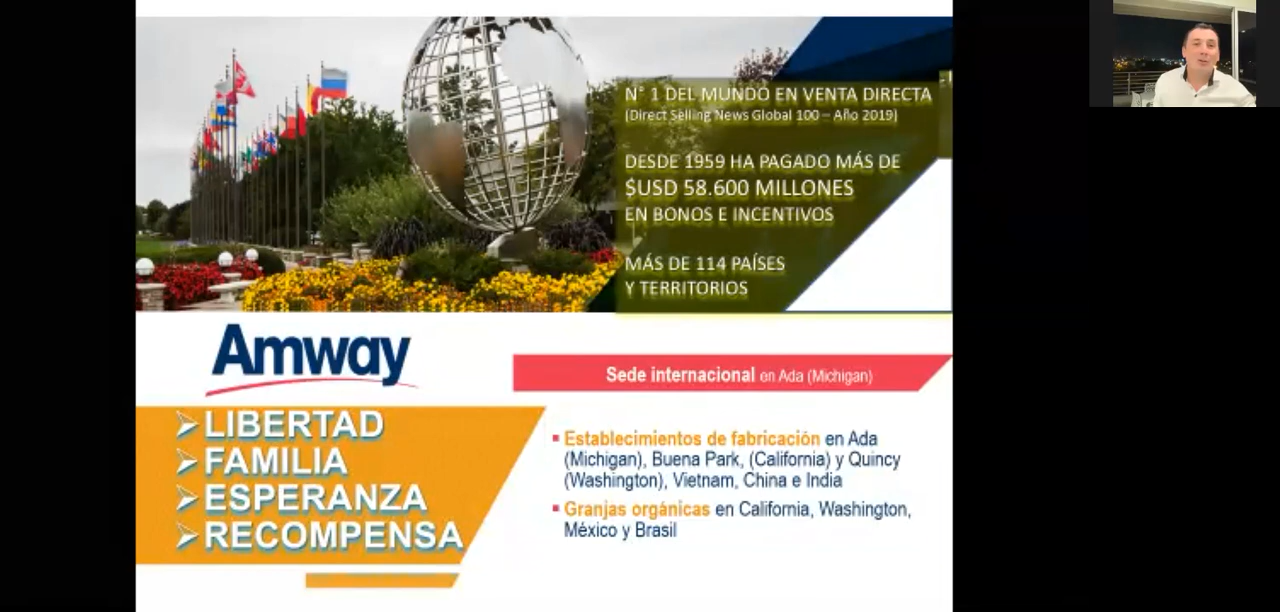 N° 1 DEL MUNDO EN VENTA DIRECTA
(Direct Selling News Global 100 – Año 2019)
DESDE 1959 HA PAGADO MÁS DE
$USD 58.600 MILLONES
EN BONOS E INCENTIVOS
MÁS DE 114 PAÍSES
Y TERRITORIOS
Amway
Sede internacional en Ada (Michigan)
LIBERTAD
FAMILIA
ESPERANZA
RECOMPENSA
Establecimientos de fabricación en Ada
(Michigan), Buena Park, (California) y Quincy
(Washington), Vietnam, China e India
Granjas orgánicas en California, Washington,
México y Brasil